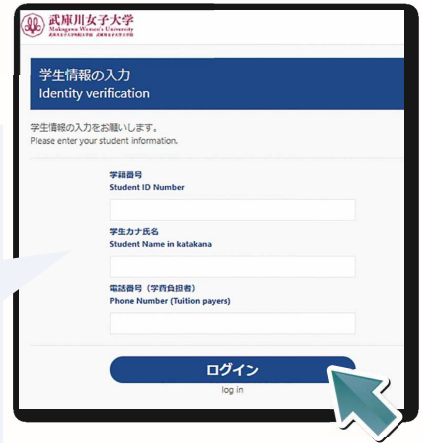 武庫川女子大学
Mukogawa Women's University
学生情報の入力
Identity verification
学生情報の入力をお願いします。
Please enter your student information.
学籍番号
Student ID Number
学生カナ氏名
Student Name in katakana
電話番号（学費負担者）
Phone Number (Tuition payers)
ログイン
log in